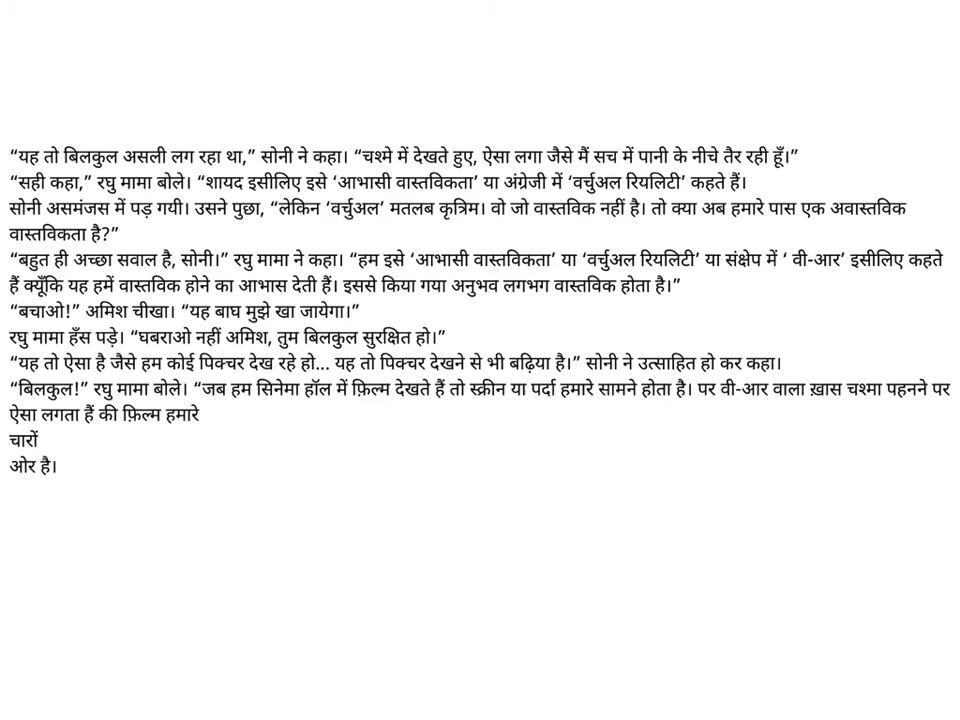 “यह तो बिलकुल असली लग रहा था,” सोनी ने कहा। “चश्मे में देखते हुए, ऐसा लगा जैसे मैं सच में पानी के नीचे तैर रही हूँ।”
“सही कहा,” रघु मामा बोले। “शायद इसीलिए इसे ‘आभासी वास्तविकता’ या अंग्रेजी में ‘वर्चुअल रियलिटी’ कहते हैं।
सोनी असमंजस में पड़ गयी। उसने पुछा, “लेकिन ‘वर्चुअल’ मतलब कृत्रिम। वो जो वास्तविक नहीं है। तो क्या अब हमारे पास एक अवास्तविक
वास्तविकता है?”
“बहुत ही अच्छा सवाल है, सोनी।” रघु मामा ने कहा। “हम इसे ‘आभासी वास्तविकता’ या ‘वर्चुअल रियलिटी’ या संक्षेप में ‘ वी-आर’ इसीलिए कहते
हैं क्यूँकि यह हमें वास्तविक होने का आभास देती हैं। इससे किया गया अनुभव लगभग वास्तविक होता है।”
“बचाओ!” अमिश चीखा। “यह बाघ मुझे खा जायेगा।”
रघु मामा हँस पड़े। “घबराओ नहीं अमिश, तुम बिलकुल सुरक्षित हो।”
“यह तो ऐसा है जैसे हम कोई पिक्चर देख रहे हो... यह तो पिक्चर देखने से भी बढ़िया है।” सोनी ने उत्साहित हो कर कहा।
“बिलकुल!” रघु मामा बोले। “जब हम सिनेमा हॉल में फ़िल्म देखते हैं तो स्क्रीन या पर्दा हमारे सामने होता है। पर वी-आर वाला ख़ास चश्मा पहनने पर
ऐसा लगता हैं की फ़िल्म हमारे
चारों
ओर है।